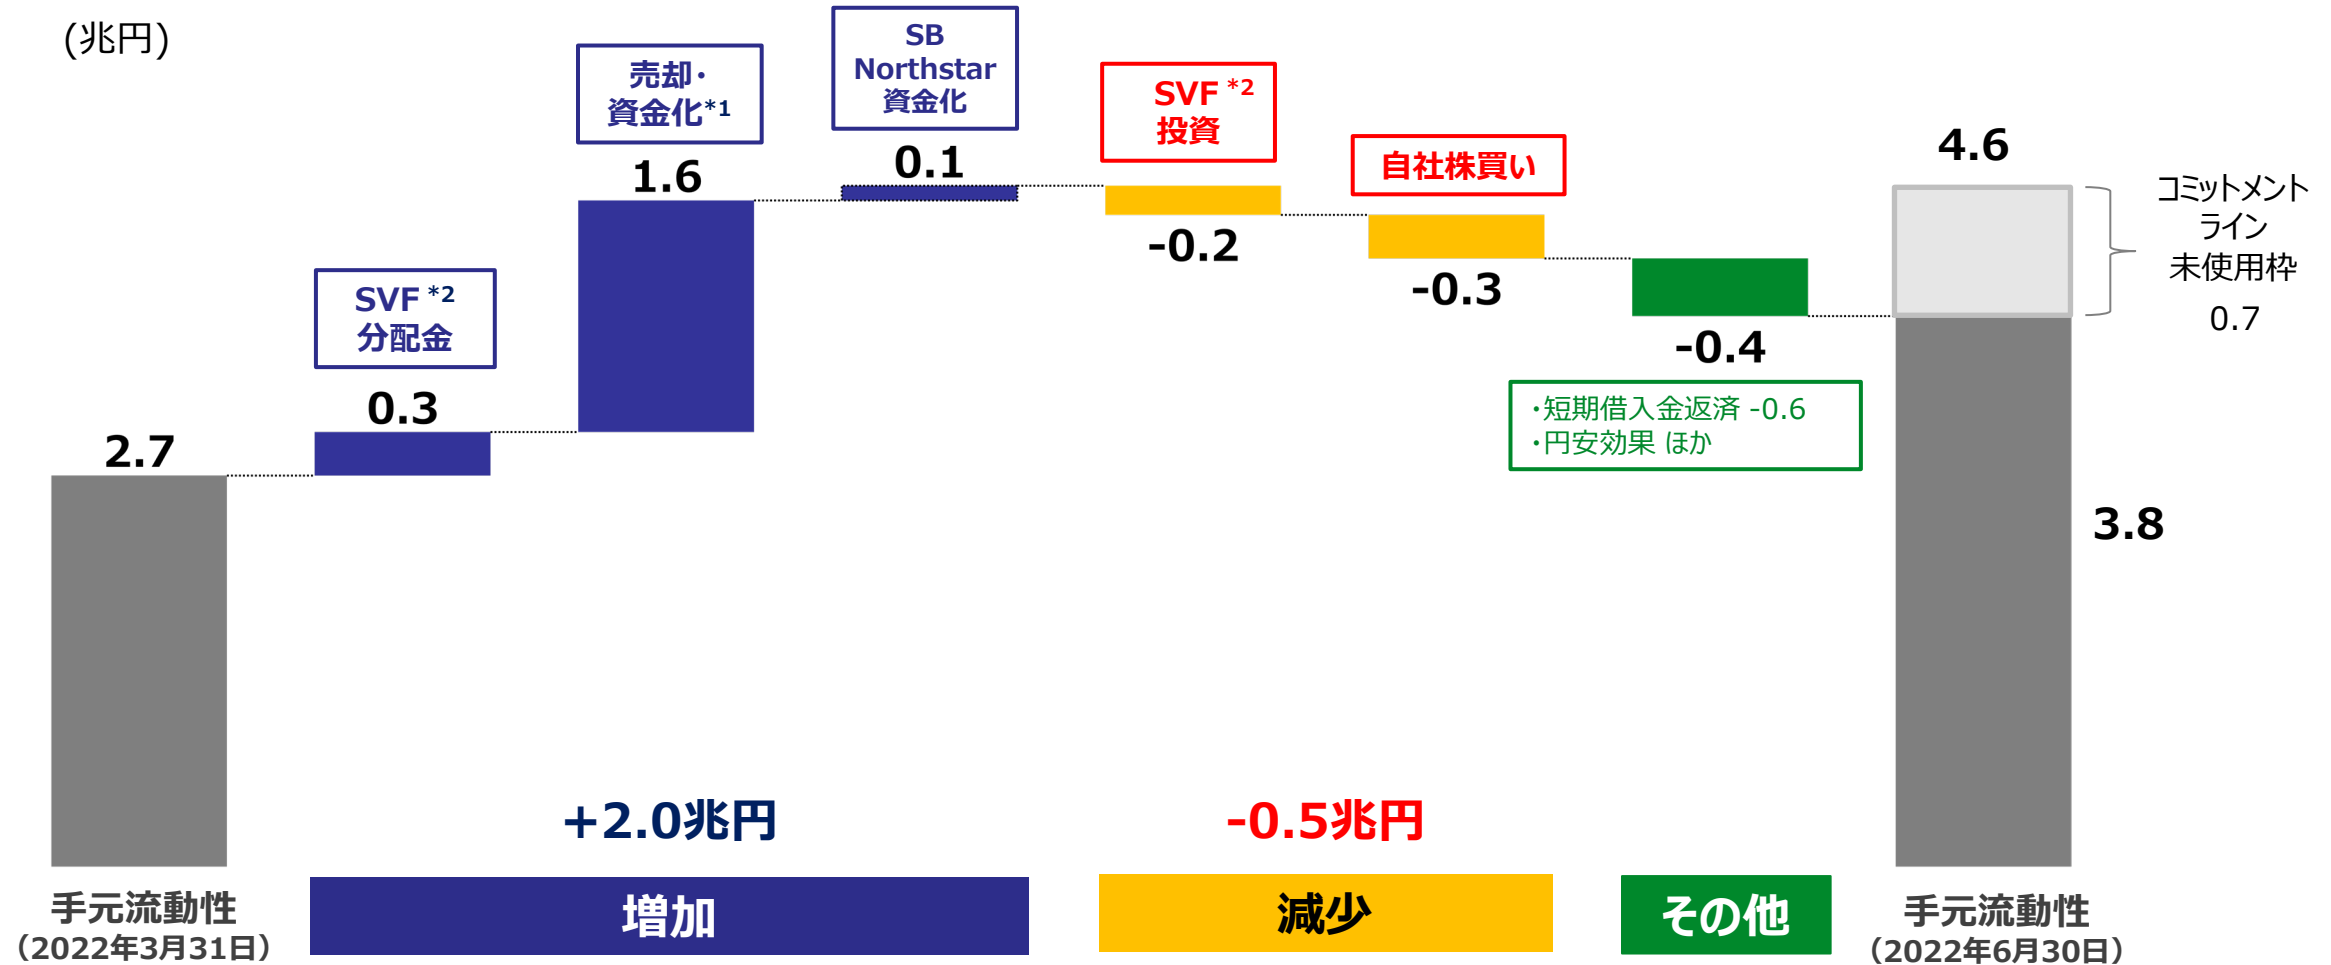 (兆円)
SVF *2
分配金
売却・
資金化*1
SB
Northstar
資金化
SVF *2
投資
自社株買い
2.7
0.3
1.6
0.1
-0.2
-0.3
-0.4
・短期借入金返済 -0.6
・円安効果 ほか
4.6
コミットメント
ライン
未使用枠
0.7
3.8
+2.0兆円
-0.5兆円
増加
減少
その他
手元流動性
（2022年3月31日）
手元流動性
（2022年6月30日）